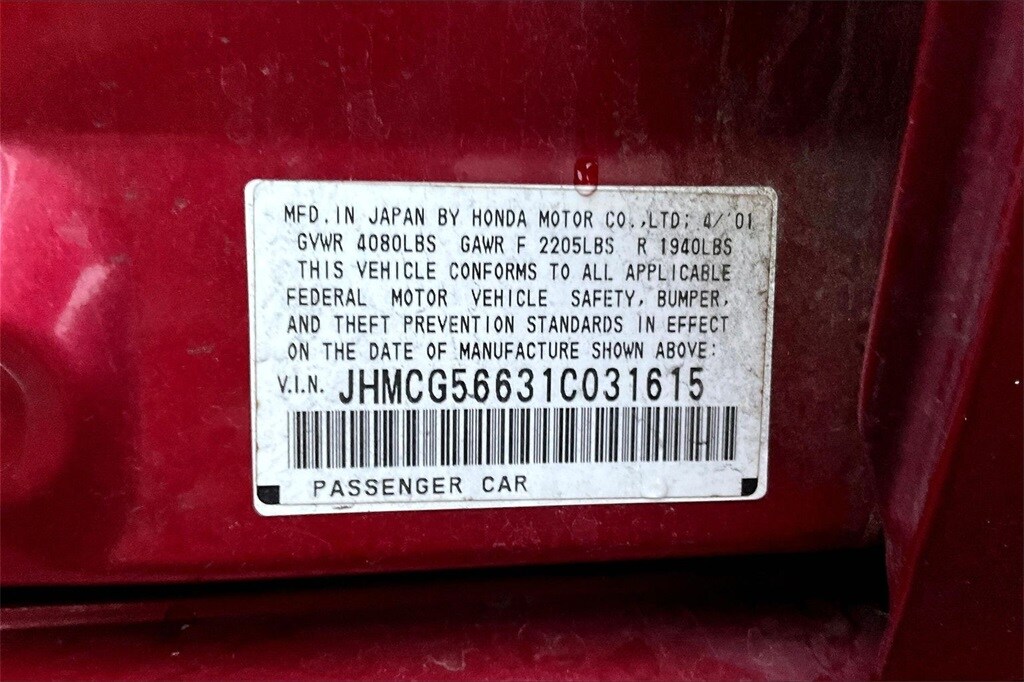 MFD. IN JAPAN BY HONDA MOTOR CO., LTD; 4/'01
GVWR 4080LBS GAWR F 2205LBS R 1940LBS
THIS VEHICLE CONFORMS TO ALL APPLICABLE
FEDERAL MOTOR VEHICLE SAFETY, BUMPER,
AND THEFT PREVENTION STANDARDS IN EFFECT
ON THE DATE OF MANUFACTURE SHOWN ABOVE:
V.I.N. JHMCG56631C031615
PASSENGER CAR